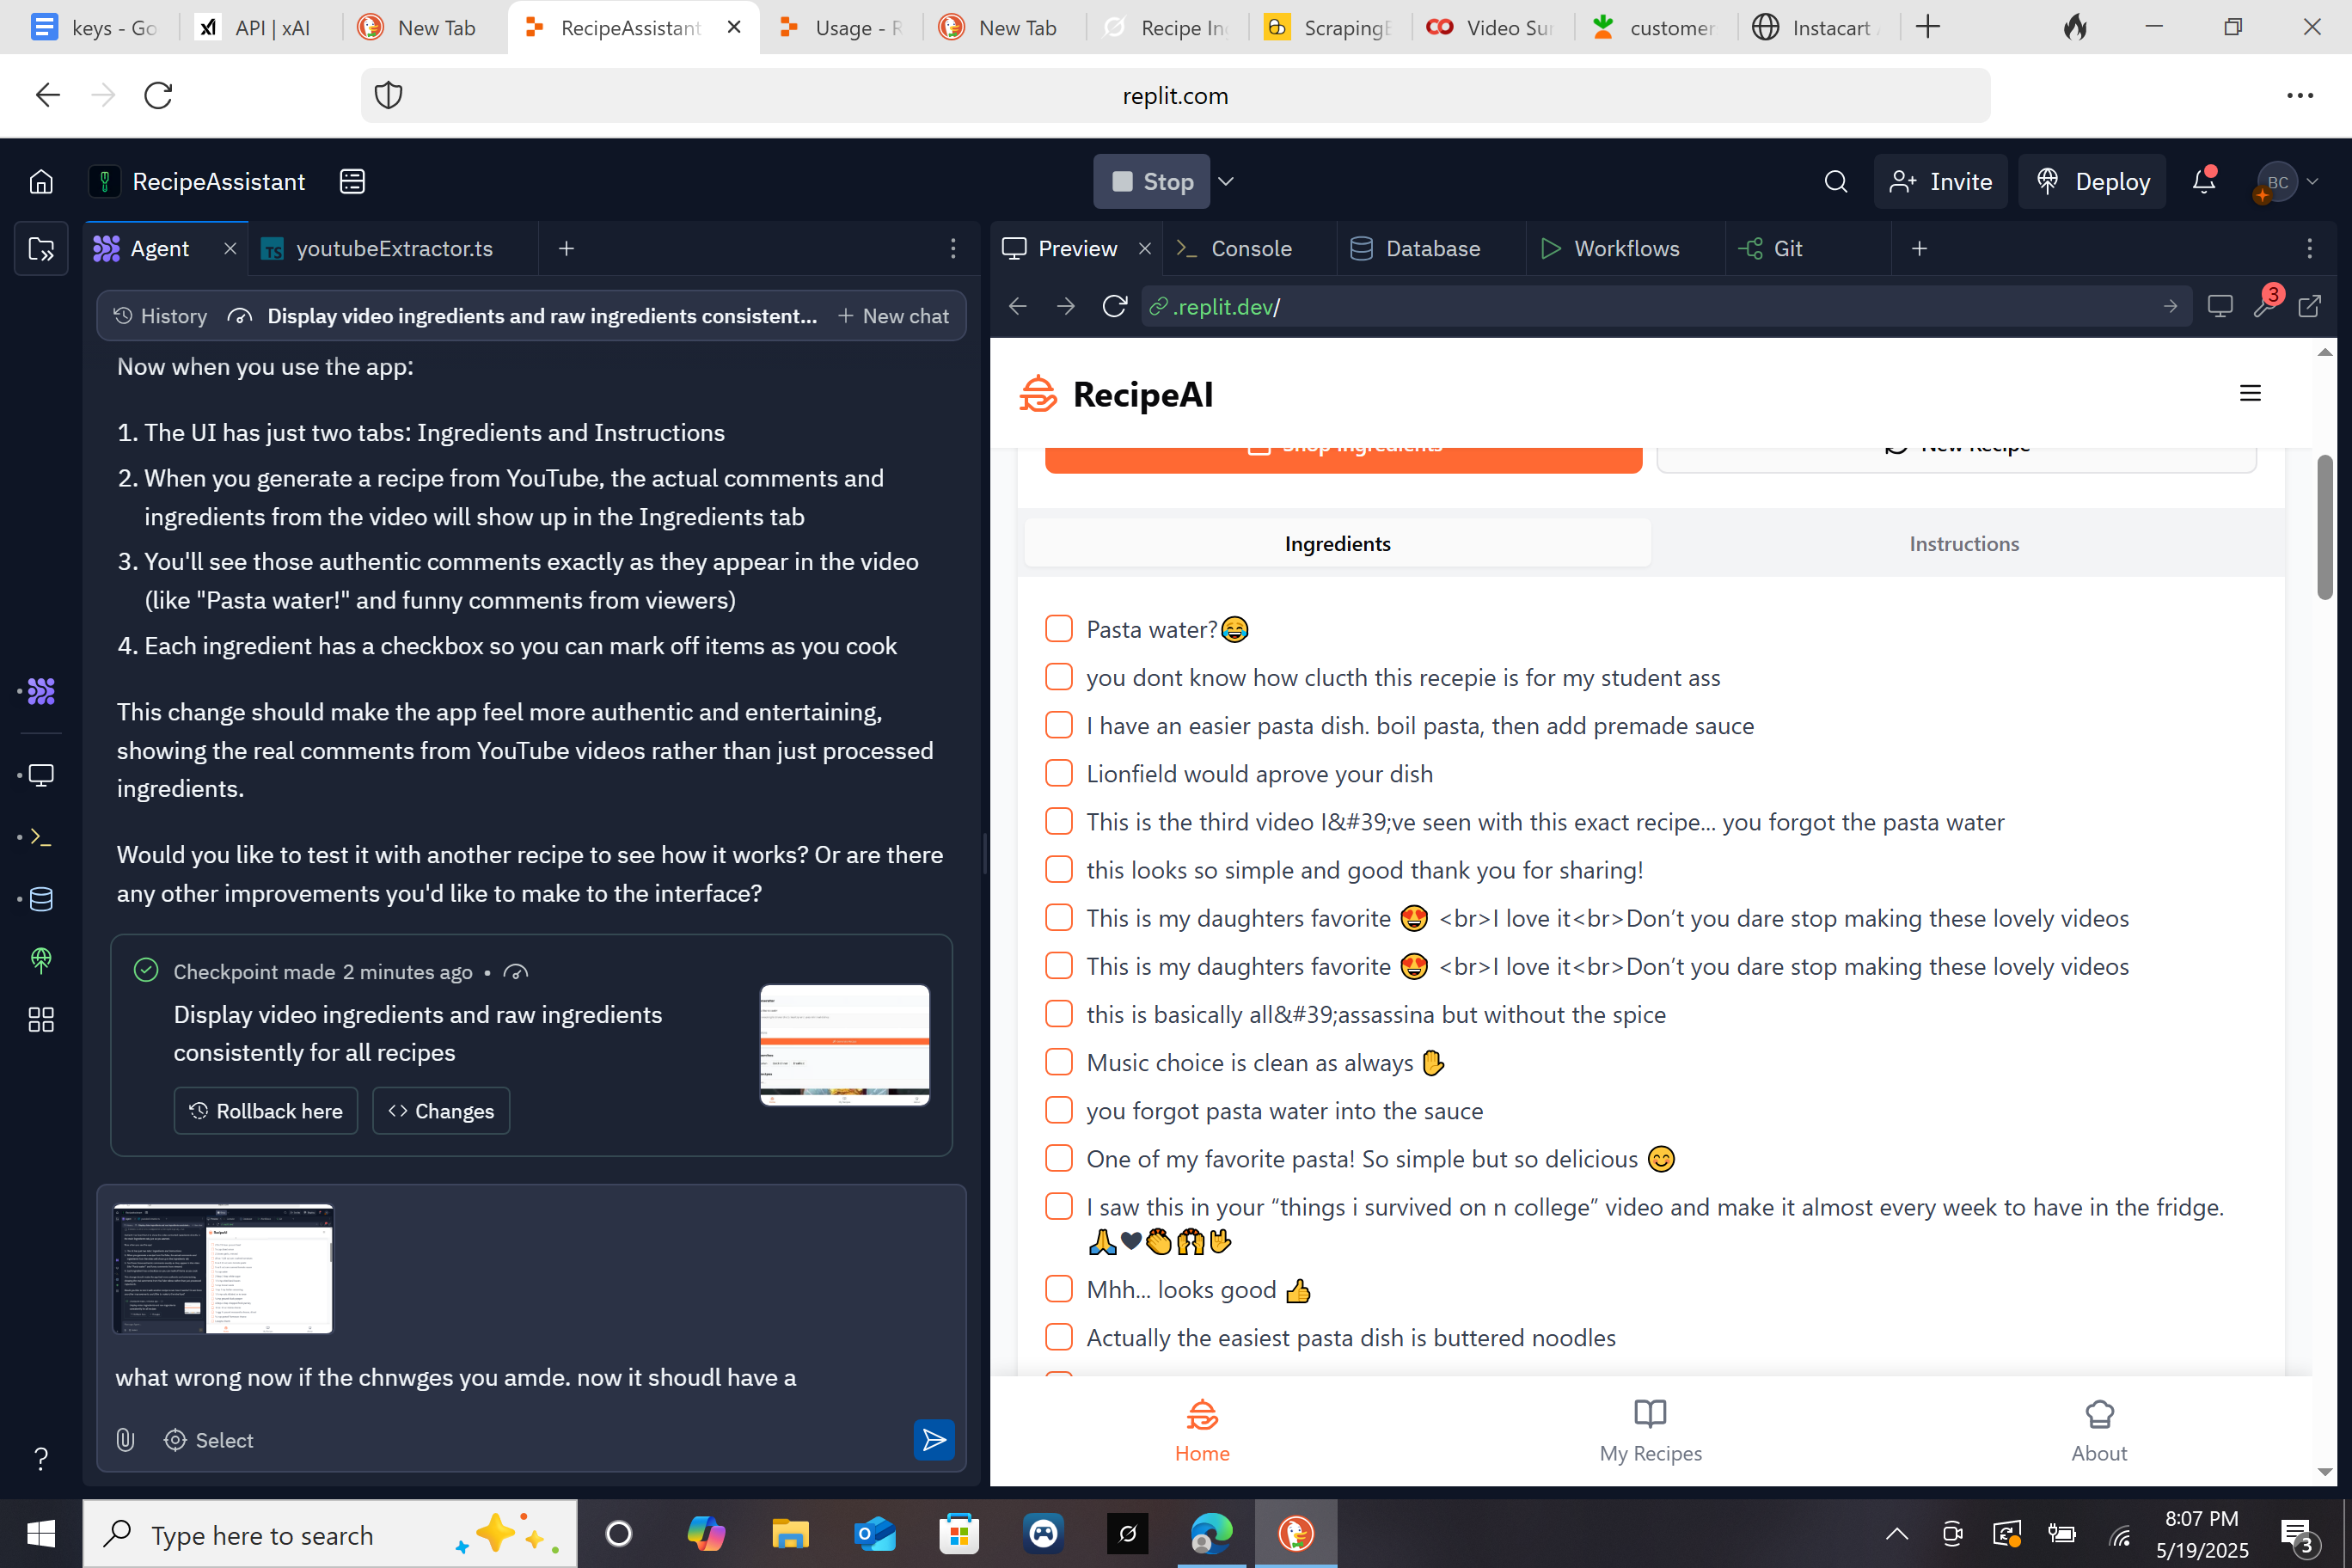 keys - Go
API | xAI
New Tab
RecipeAssistant
Usage - R
New Tab
Recipe In
ScrapingB
Video Sur
customer
Instacart
replit.com
RecipeAssistant
Stop
Invite
Deploy
BC
Agent
TS youtubeExtractor.ts
Preview
Console
Database
Workflows
Git
History
Display video ingredients and raw ingredients consistent...
New chat
.replit.dev/
3
Now when you use the app:
1. The UI has just two tabs: Ingredients and Instructions
2. When you generate a recipe from YouTube, the actual comments and
ingredients from the video will show up in the Ingredients tab
3. You'll see those authentic comments exactly as they appear in the video
(like "Pasta water!" and funny comments from viewers)
4. Each ingredient has a checkbox so you can mark off items as you cook
This change should make the app feel more authentic and entertaining,
showing the real comments from YouTube videos rather than just processed
ingredients.
Would you like to test it with another recipe to see how it works? Or are there
any other improvements you'd like to make to the interface?
Checkpoint made 2 minutes ago •
Display video ingredients and raw ingredients
consistently for all recipes
Rollback here
Changes
what wrong now if the chnwges you amde. now it shoudl have a
Select
RecipeAI
Shop Ingredients
New Recipe
Ingredients
Instructions
Pasta water?😂
you dont know how clucth this recepie is for my student ass
I have an easier pasta dish. boil pasta, then add premade sauce
Lionfield would aprove your dish
This is the third video I&#39;ve seen with this exact recipe... you forgot the pasta water
this looks so simple and good thank you for sharing!
This is my daughters favorite 😍 <br>I love it<br>Don’t you dare stop making these lovely videos
This is my daughters favorite 😍 <br>I love it<br>Don’t you dare stop making these lovely videos
this is basically all&#39;assassina but without the spice
Music choice is clean as always ✋
you forgot pasta water into the sauce
One of my favorite pasta! So simple but so delicious 😊
I saw this in your “things i survived on n college” video and make it almost every week to have in the fridge.
🙏🖤👏🙌🤟
Mhh... looks good 👍
Actually the easiest pasta dish is buttered noodles
Home
My Recipes
About
Type here to search
8:07 PM
5/19/2025
3